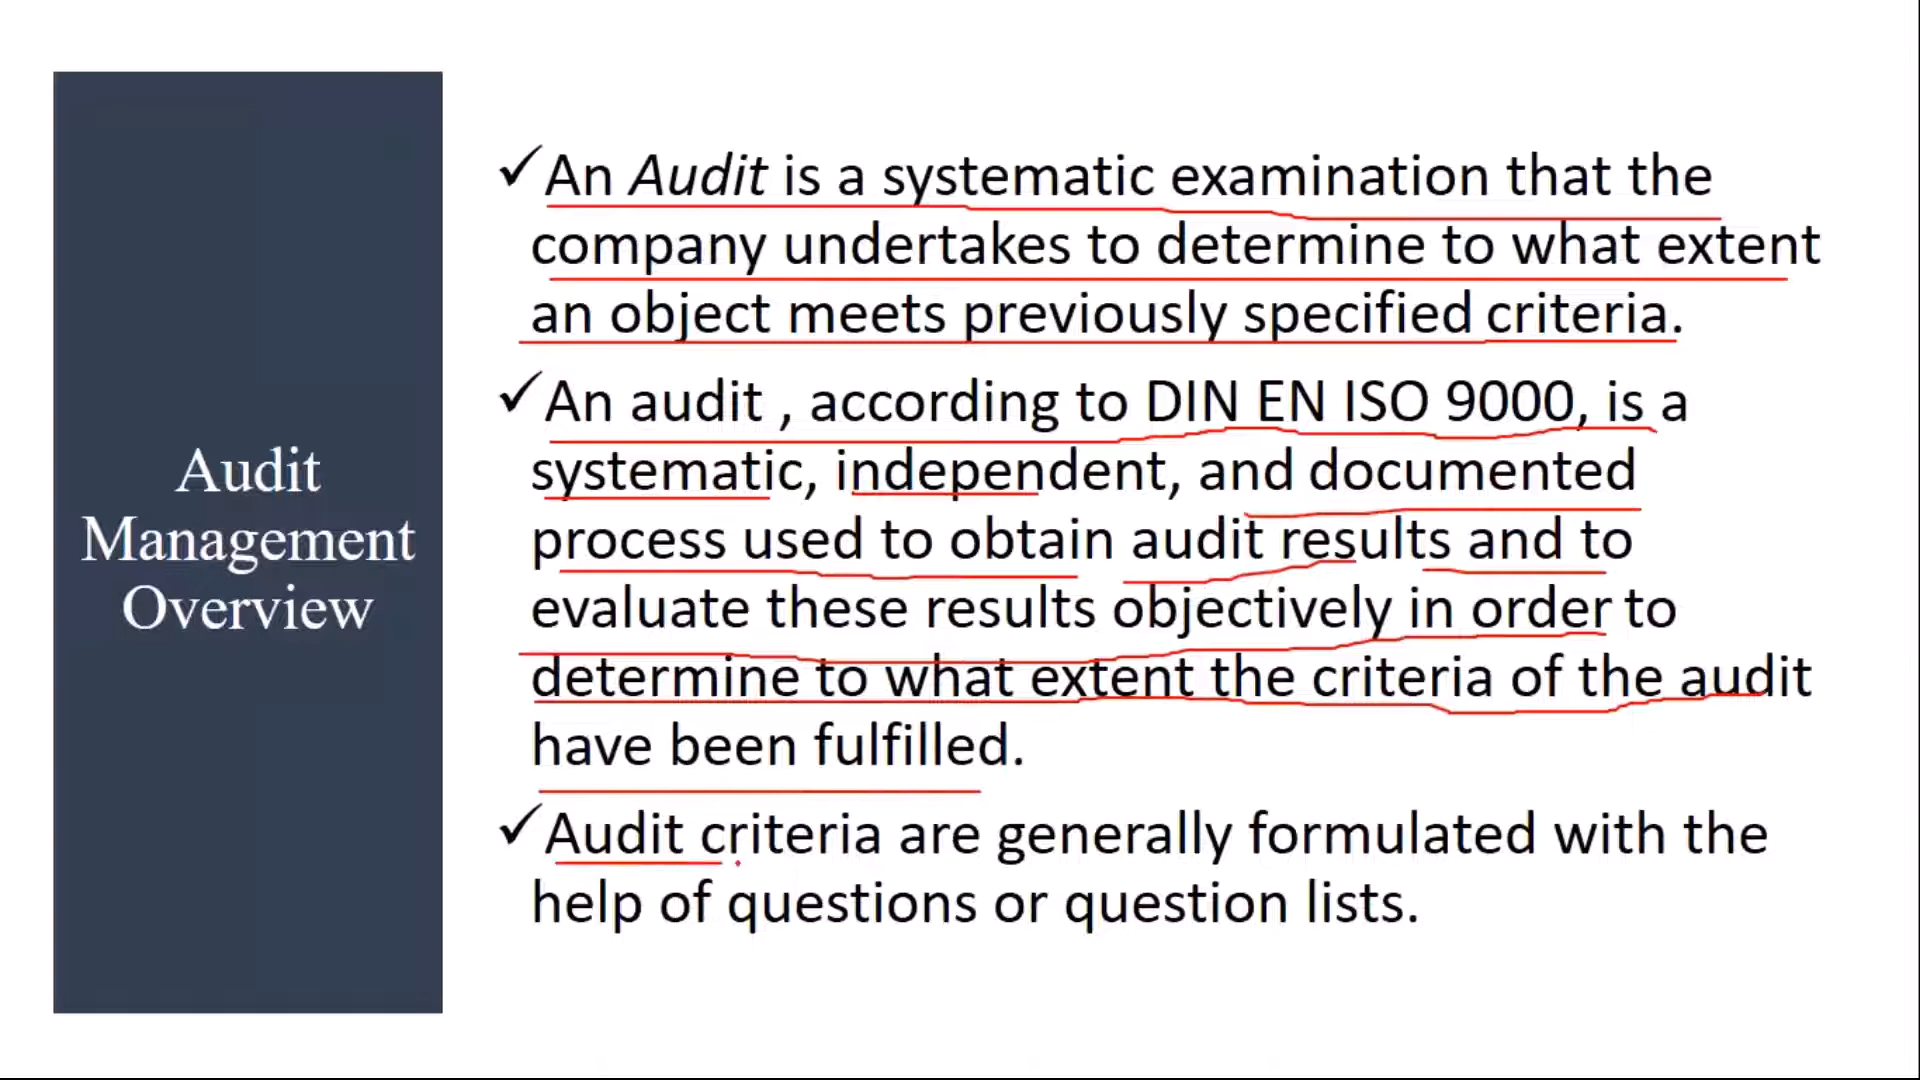 Audit
Management
Overview
✓An Audit is a systematic examination that the
company undertakes to determine to what extent
an object meets previously specified criteria.
✓An audit , according to DIN EN ISO 9000, is a
systematic, independent, and documented
process used to obtain audit results and to
evaluate these results objectively in order to
determine to what extent the criteria of the audit
have been fulfilled.
✓Audit criteria are generally formulated with the
help of questions or question lists.